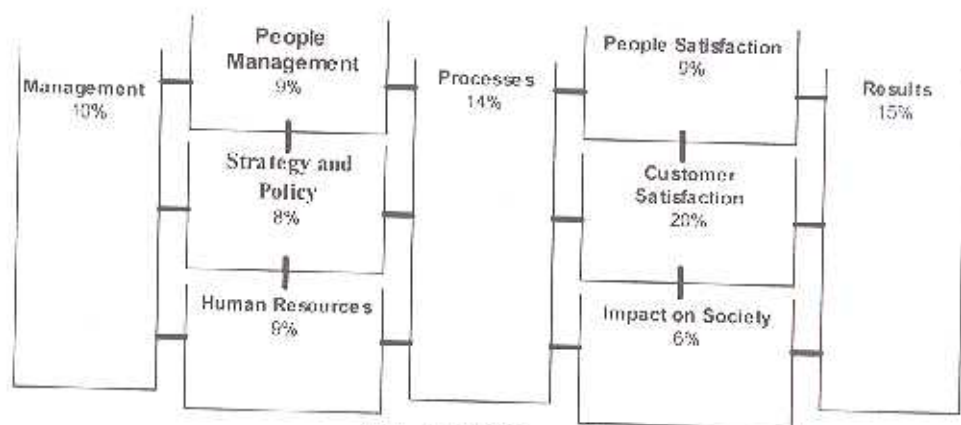 Management
10%
People
Management
9%
Strategy and
Policy
8%
Human Resources
9%
Processes
14%
People Satisfaction
9%
Customer
Satisfaction
20%
Impact on Society
6%
Results
15%